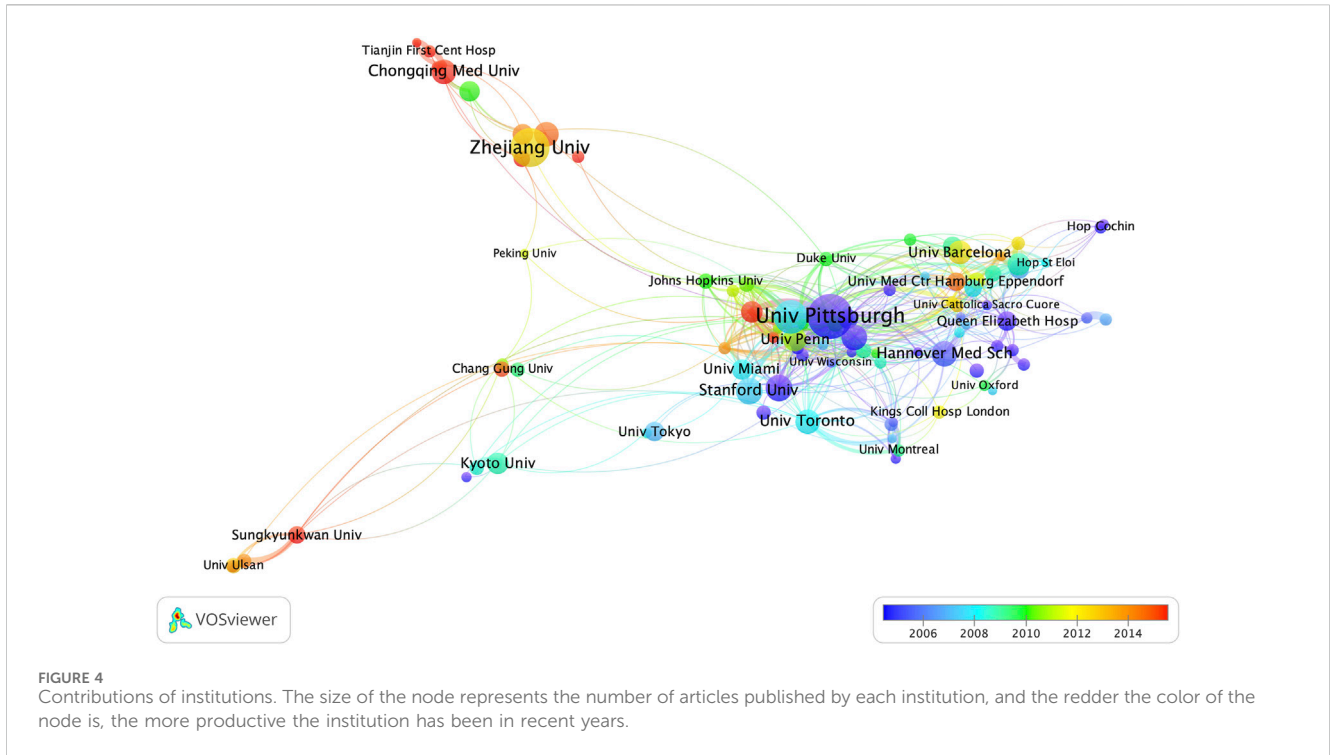 Tianjin First Cent Hosp
Chongqing Med Univ
Zhejiang Univ
Hop Cochin
Peking Univ
Duke Univ
Univ Barcelona
Hop St Eloi
Johns Hopkins Univ
Univ Med Ctr Hamburg Eppendorf
Univ Cattolica Sacro Cuore
Univ Pittsburgh
Queen Elizabeth Hosp
Univ Penn
Hannover Med Sch
Univ Wisconsin
Chang Gung Univ
Univ Miami
Univ Oxford
Stanford Univ
Kings Coll Hosp London
Univ Toronto
Univ Tokyo
Univ Montreal
Kyoto Univ
Sungkyunkwan Univ
Univ Ulsan
VOSviewer
2006 2008 2010 2012 2014
FIGURE 4
Contributions of institutions. The size of the node represents the number of articles published by each institution, and the redder the color of the
node is, the more productive the institution has been in recent years.